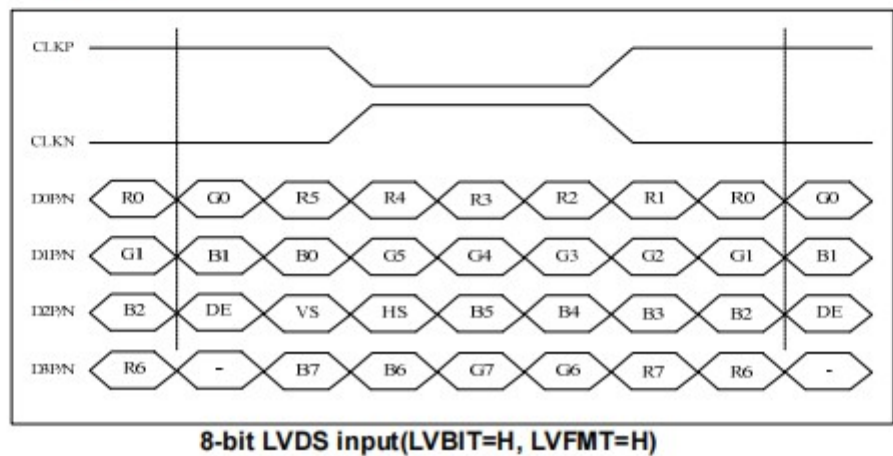 CLKP
CLKN
D0P/N R0 G0 R5 R4 R3 R2 R1 R0 G0
D1P/N G1 B1 B0 G5 G4 G3 G2 G1 B1
D2P/N B2 DE VS HS B5 B4 B3 B2 DE
D3P/N R6 - B7 B6 G7 G6 R7 R6 -
8-bit LVDS input(LVBIT=H, LVFMT=H)